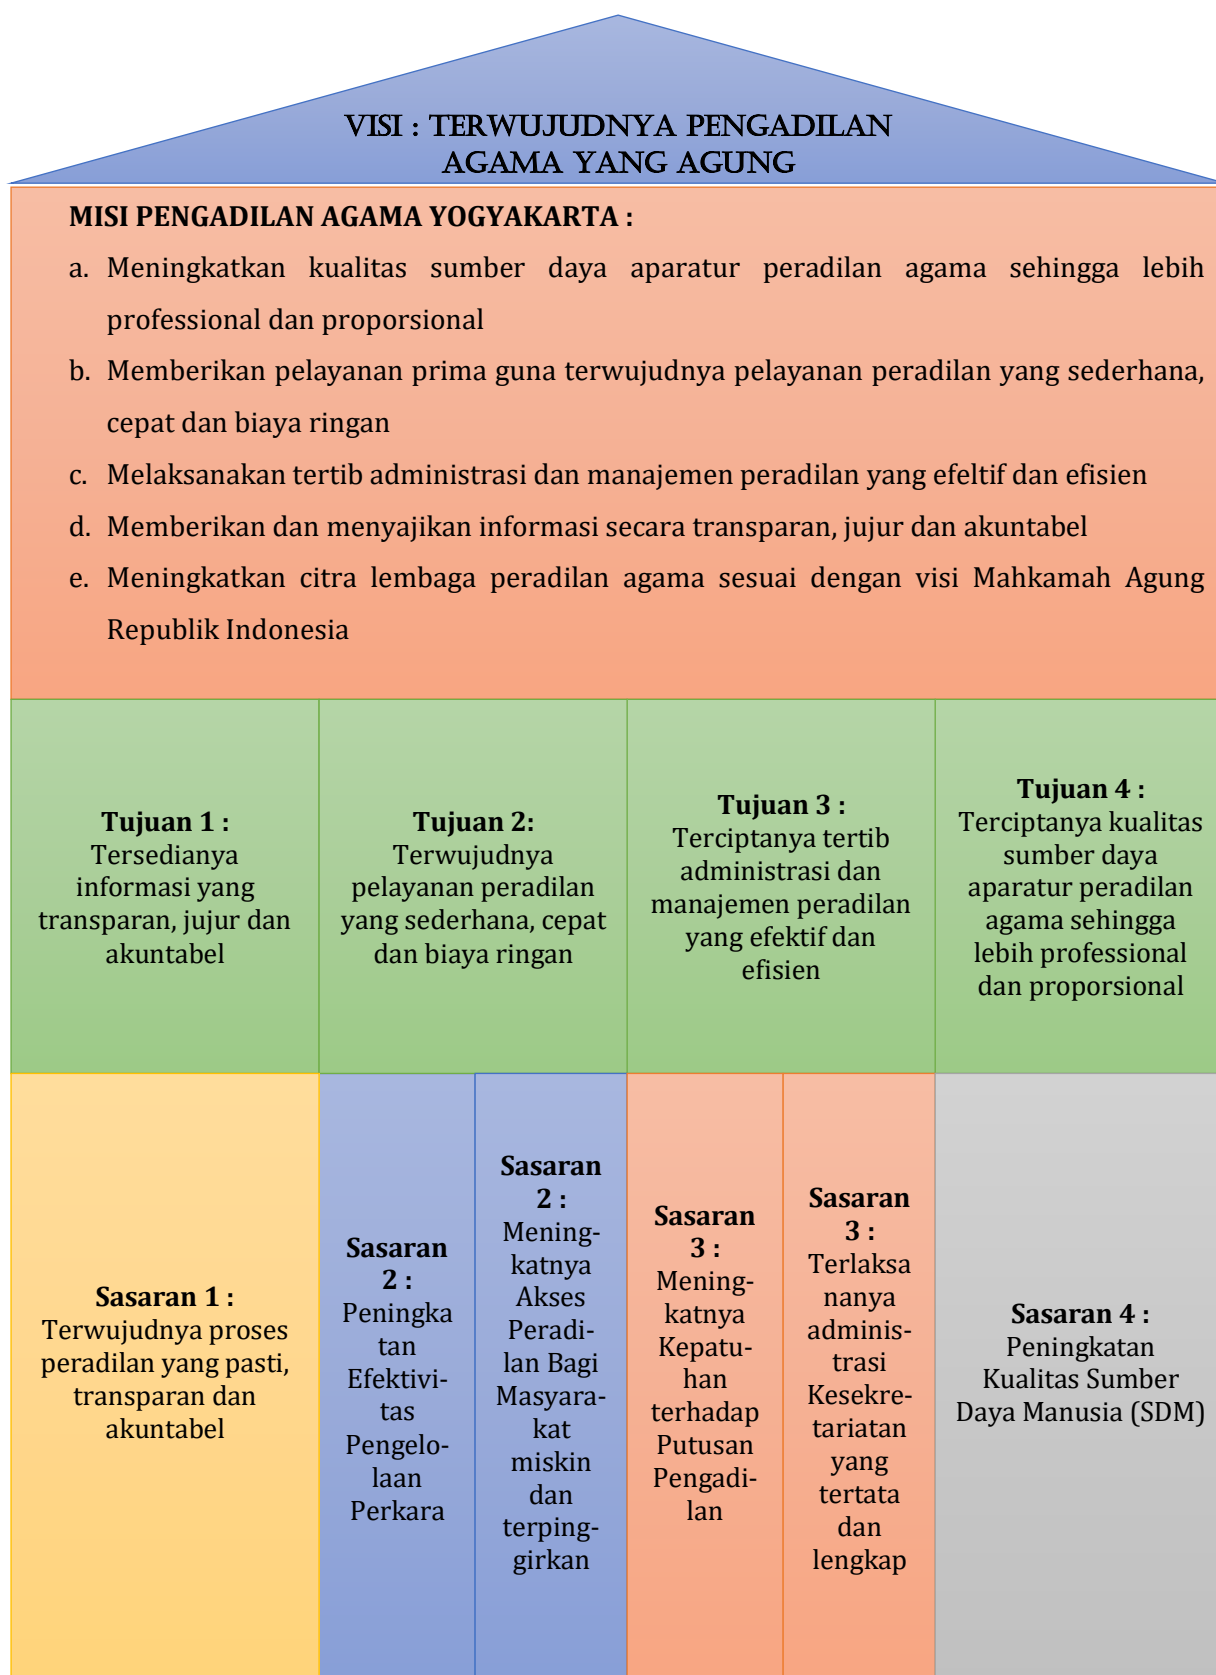 VISI : TERWUJUDNYA PENGADILAN
AGAMA YANG AGUNG
MISI PENGADILAN AGAMA YOGYAKARTA :
a. Meningkatkan kualitas sumber daya aparatur peradilan agama sehingga lebih
professional dan proporsional
b. Memberikan pelayanan prima guna terwujudnya pelayanan peradilan yang sederhana,
cepat dan biaya ringan
c. Melaksanakan tertib administrasi dan manajemen peradilan yang efeltif dan efisien
d. Memberikan dan menyajikan informasi secara transparan, jujur dan akuntabel
e. Meningkatkan citra lembaga peradilan agama sesuai dengan visi Mahkamah Agung
Republik Indonesia
Tujuan 1 :
Tersedianya
informasi yang
transparan, jujur dan
akuntabel
Tujuan 2:
Terwujudnya
pelayanan peradilan
yang sederhana, cepat
dan biaya ringan
Tujuan 3 :
Terciptanya tertib
administrasi dan
manajemen peradilan
yang efektif dan
efisien
Tujuan 4 :
Terciptanya kualitas
sumber daya
aparatur peradilan
agama sehingga
lebih professional
dan proporsional
Sasaran 1 :
Terwujudnya proses
peradilan yang pasti,
transparan dan
akuntabel
Sasaran
2 :
Peningka
tan
Efektivi-
tas
Pengelo-
laan
Perkara
Sasaran
2 :
Mening-
katnya
Akses
Peradi-
lan Bagi
Masyara-
kat
miskin
dan
terping-
girkan
Sasaran
3 :
Mening-
katnya
Kepatu-
han
terhadap
Putusan
Pengadi-
lan
Sasaran
3 :
Terlaksa
nanya
adminis-
trasi
Kesekre-
tariatan
yang
tertata
dan
lengkap
Sasaran 4 :
Peningkatan
Kualitas Sumber
Daya Manusia (SDM)